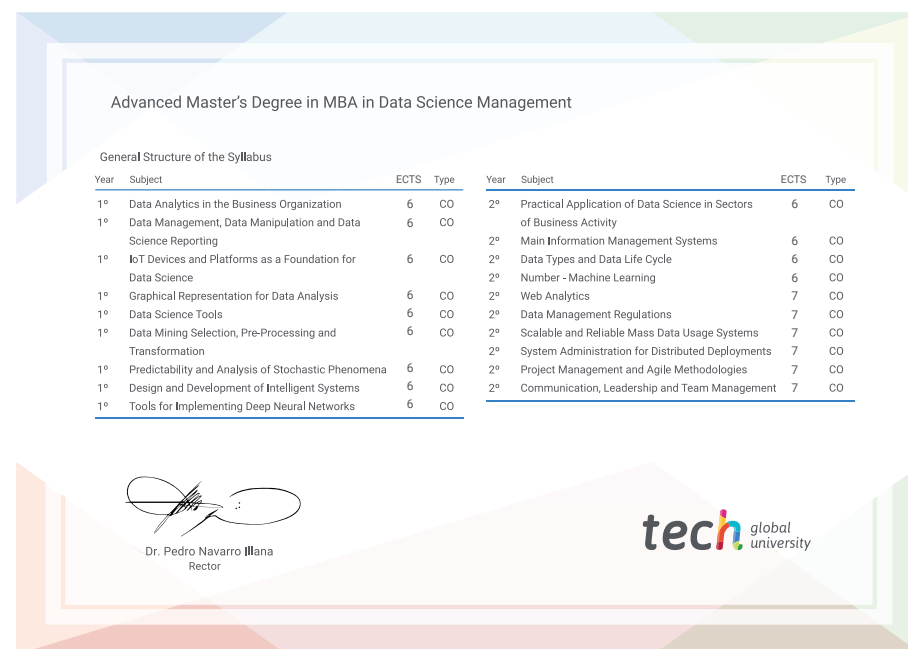 Advanced Master’s Degree in MBA in Data Science Management
General Structure of the Syllabus
Year Subject ECTS Type
1º Data Analytics in the Business Organization 6 CO
1º Data Management, Data Manipulation and Data 6 CO
Science Reporting
1º IoT Devices and Platforms as a Foundation for 6 CO
Data Science
1º Graphical Representation for Data Analysis 6 CO
1º Data Science Tools 6 CO
1º Data Mining Selection, Pre-Processing and 6 CO
Transformation
1º Predictability and Analysis of Stochastic Phenomena 6 CO
1º Design and Development of Intelligent Systems 6 CO
1º Tools for Implementing Deep Neural Networks 6 CO
Year Subject ECTS Type
2º Practical Application of Data Science in Sectors 6 CO
of Business Activity
2º Main Information Management Systems 6 CO
2º Data Types and Data Life Cycle 6 CO
2º Number - Machine Learning 6 CO
2º Web Analytics 7 CO
2º Data Management Regulations 7 CO
2º Scalable and Reliable Mass Data Usage Systems 7 CO
2º System Administration for Distributed Deployments 7 CO
2º Project Management and Agile Methodologies 7 CO
2º Communication, Leadership and Team Management 7 CO
Dr. Pedro Navarro Illana
Rector
tech global
university